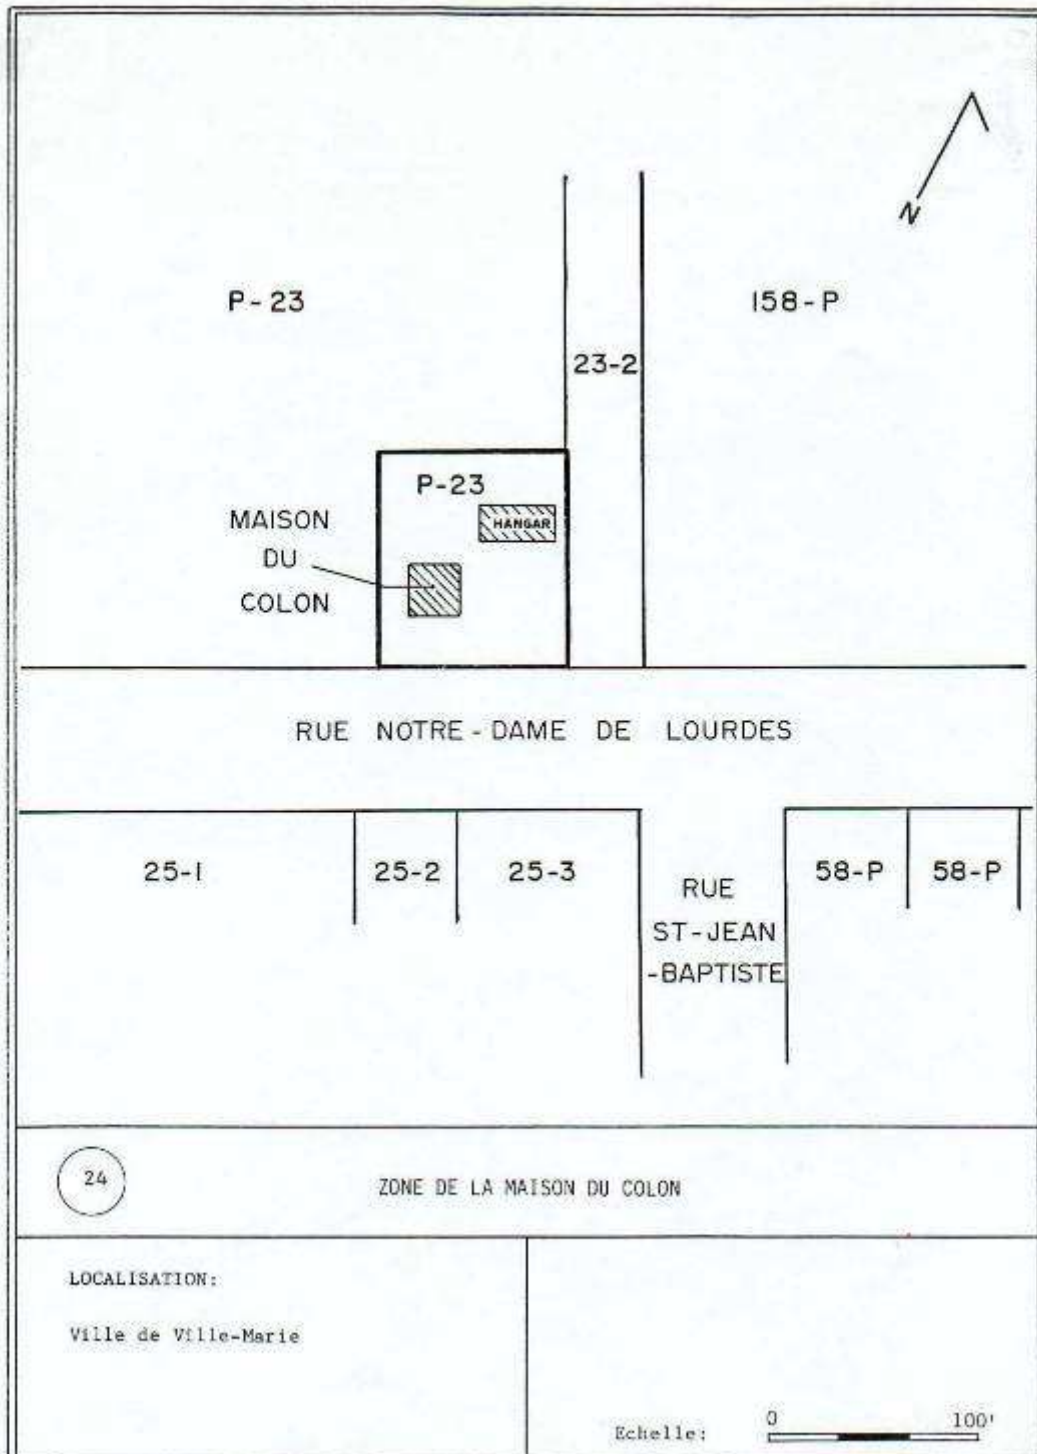 N
P-23
158-P
23-2
P-23
HANGAR
MAISON
DU
COLON
RUE NOTRE-DAME DE LOURDES
25-1
25-2
25-3
RUE
ST-JEAN
-BAPTISTE
58-P
58-P
24
ZONE DE LA MAISON DU COLON
LOCALISATION:
Ville de Ville-Marie
Echelle:
0
100'